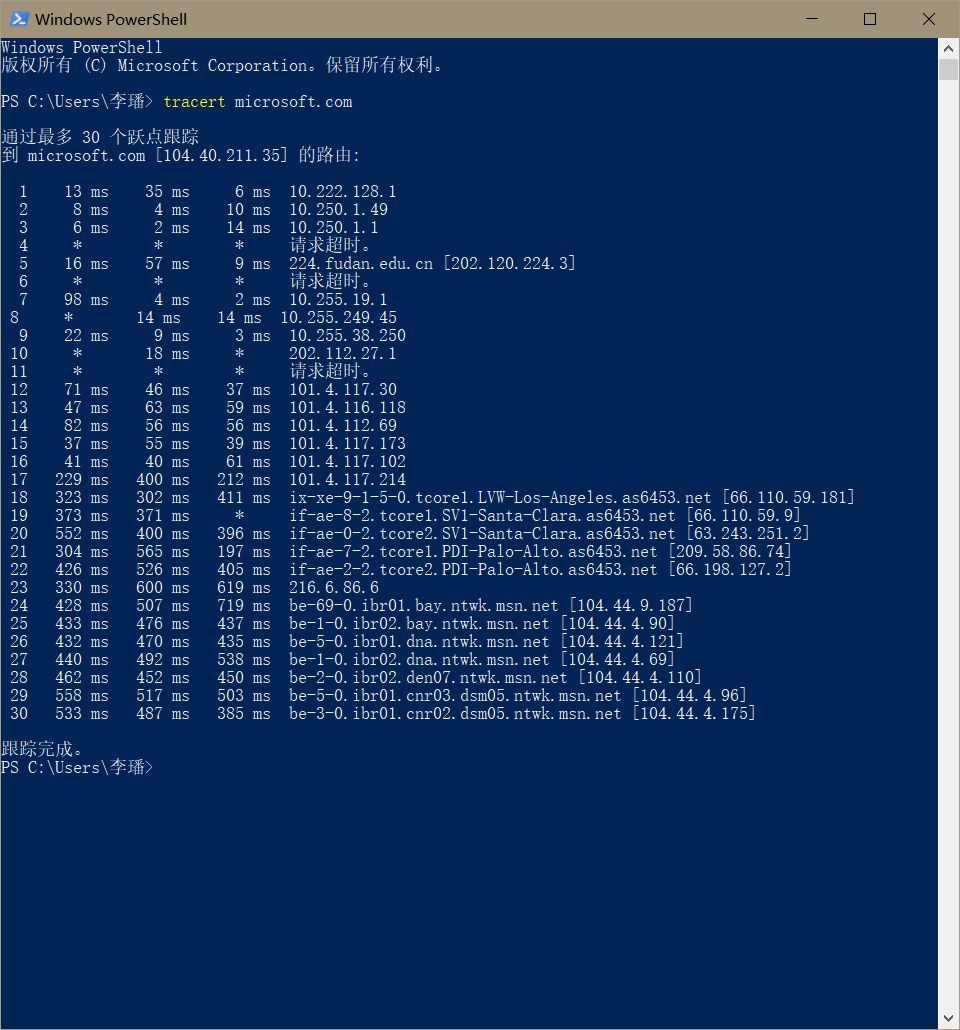 Windows PowerShell
Windows PowerShell
版权所有 (C) Microsoft Corporation。保留所有权利。
PS C:\Users\李璠> tracert microsoft.com
通过最多 30 个跃点跟踪
到 microsoft.com [104.40.211.35] 的路由:
1 13 ms 35 ms 6 ms 10.222.128.1
2 8 ms 4 ms 10 ms 10.250.1.49
3 6 ms 2 ms 14 ms 10.250.1.1
4 * * * 请求超时。
5 16 ms 57 ms 9 ms 224.fudan.edu.cn [202.120.224.3]
6 * * * 请求超时。
7 98 ms 4 ms 2 ms 10.255.19.1
8 * 14 ms 14 ms 10.255.249.45
9 22 ms 9 ms 3 ms 10.255.38.250
10 * 18 ms * 202.112.27.1
11 * * * 请求超时。
12 71 ms 46 ms 37 ms 101.4.117.30
13 47 ms 63 ms 59 ms 101.4.116.118
14 82 ms 56 ms 56 ms 101.4.112.69
15 37 ms 55 ms 39 ms 101.4.117.173
16 41 ms 40 ms 61 ms 101.4.117.102
17 229 ms 400 ms 212 ms 101.4.117.214
18 323 ms 302 ms 411 ms ix-xe-9-1-5-0.tcore1.LVW-Los-Angeles.as6453.net [66.110.59.181]
19 373 ms 371 ms * if-ae-8-2.tcore1.SV1-Santa-Clara.as6453.net [66.110.59.9]
20 552 ms 400 ms 396 ms if-ae-0-2.tcore2.SV1-Santa-Clara.as6453.net [63.243.251.2]
21 304 ms 565 ms 197 ms if-ae-7-2.tcore1.PDI-Palo-Alto.as6453.net [209.58.86.74]
22 426 ms 526 ms 405 ms if-ae-2-2.tcore2.PDI-Palo-Alto.as6453.net [66.198.127.2]
23 330 ms 600 ms 619 ms 216.6.86.6
24 428 ms 507 ms 719 ms be-69-0.ibr01.bay.ntwk.msn.net [104.44.9.187]
25 433 ms 476 ms 437 ms be-1-0.ibr02.bay.ntwk.msn.net [104.44.4.90]
26 432 ms 470 ms 435 ms be-5-0.ibr01.dna.ntwk.msn.net [104.44.4.121]
27 440 ms 492 ms 538 ms be-1-0.ibr02.dna.ntwk.msn.net [104.44.4.69]
28 462 ms 452 ms 450 ms be-2-0.ibr02.den07.ntwk.msn.net [104.44.4.110]
29 558 ms 517 ms 503 ms be-5-0.ibr01.cnr03.dsm05.ntwk.msn.net [104.44.4.96]
30 533 ms 487 ms 385 ms be-3-0.ibr01.cnr02.dsm05.ntwk.msn.net [104.44.4.175]
跟踪完成。
PS C:\Users\李璠>